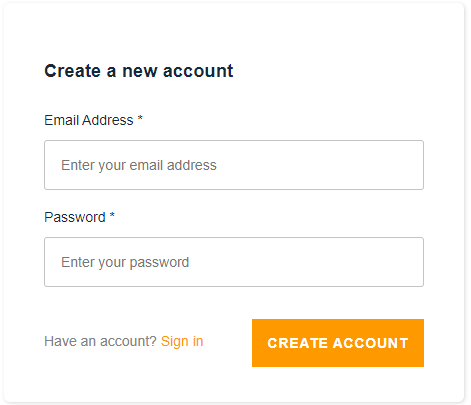 Create a new account
Email Address *
Enter your email address
Password *
Enter your password
Have an account? Sign in
CREATE ACCOUNT